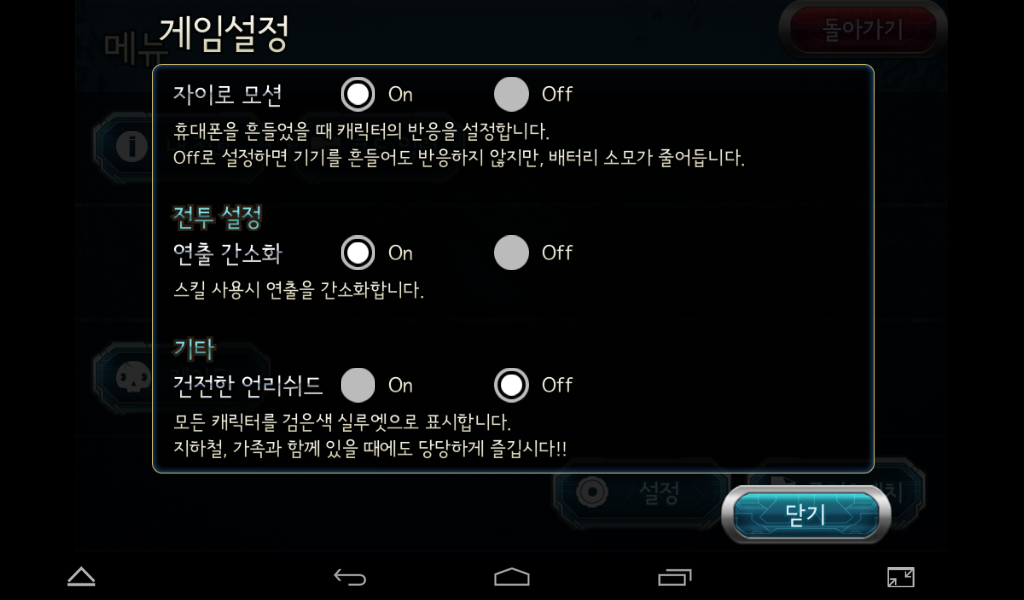 메뉴
게임설정
돌아가기
자이로 모션 On Off
휴대폰을 흔들었을 때 캐릭터의 반응을 설정합니다.
Off로 설정하면 기기를 흔들어도 반응하지 않지만, 배터리 소모가 줄어듭니다.
전투 설정
연출 간소화 On Off
스킬 사용시 연출을 간소화합니다.
기타
건전한 언리쉬드 On Off
모든 캐릭터를 검은색 실루엣으로 표시합니다.
지하철, 가족과 함께 있을 때에도 당당하게 즐깁시다!!
설정
닫기